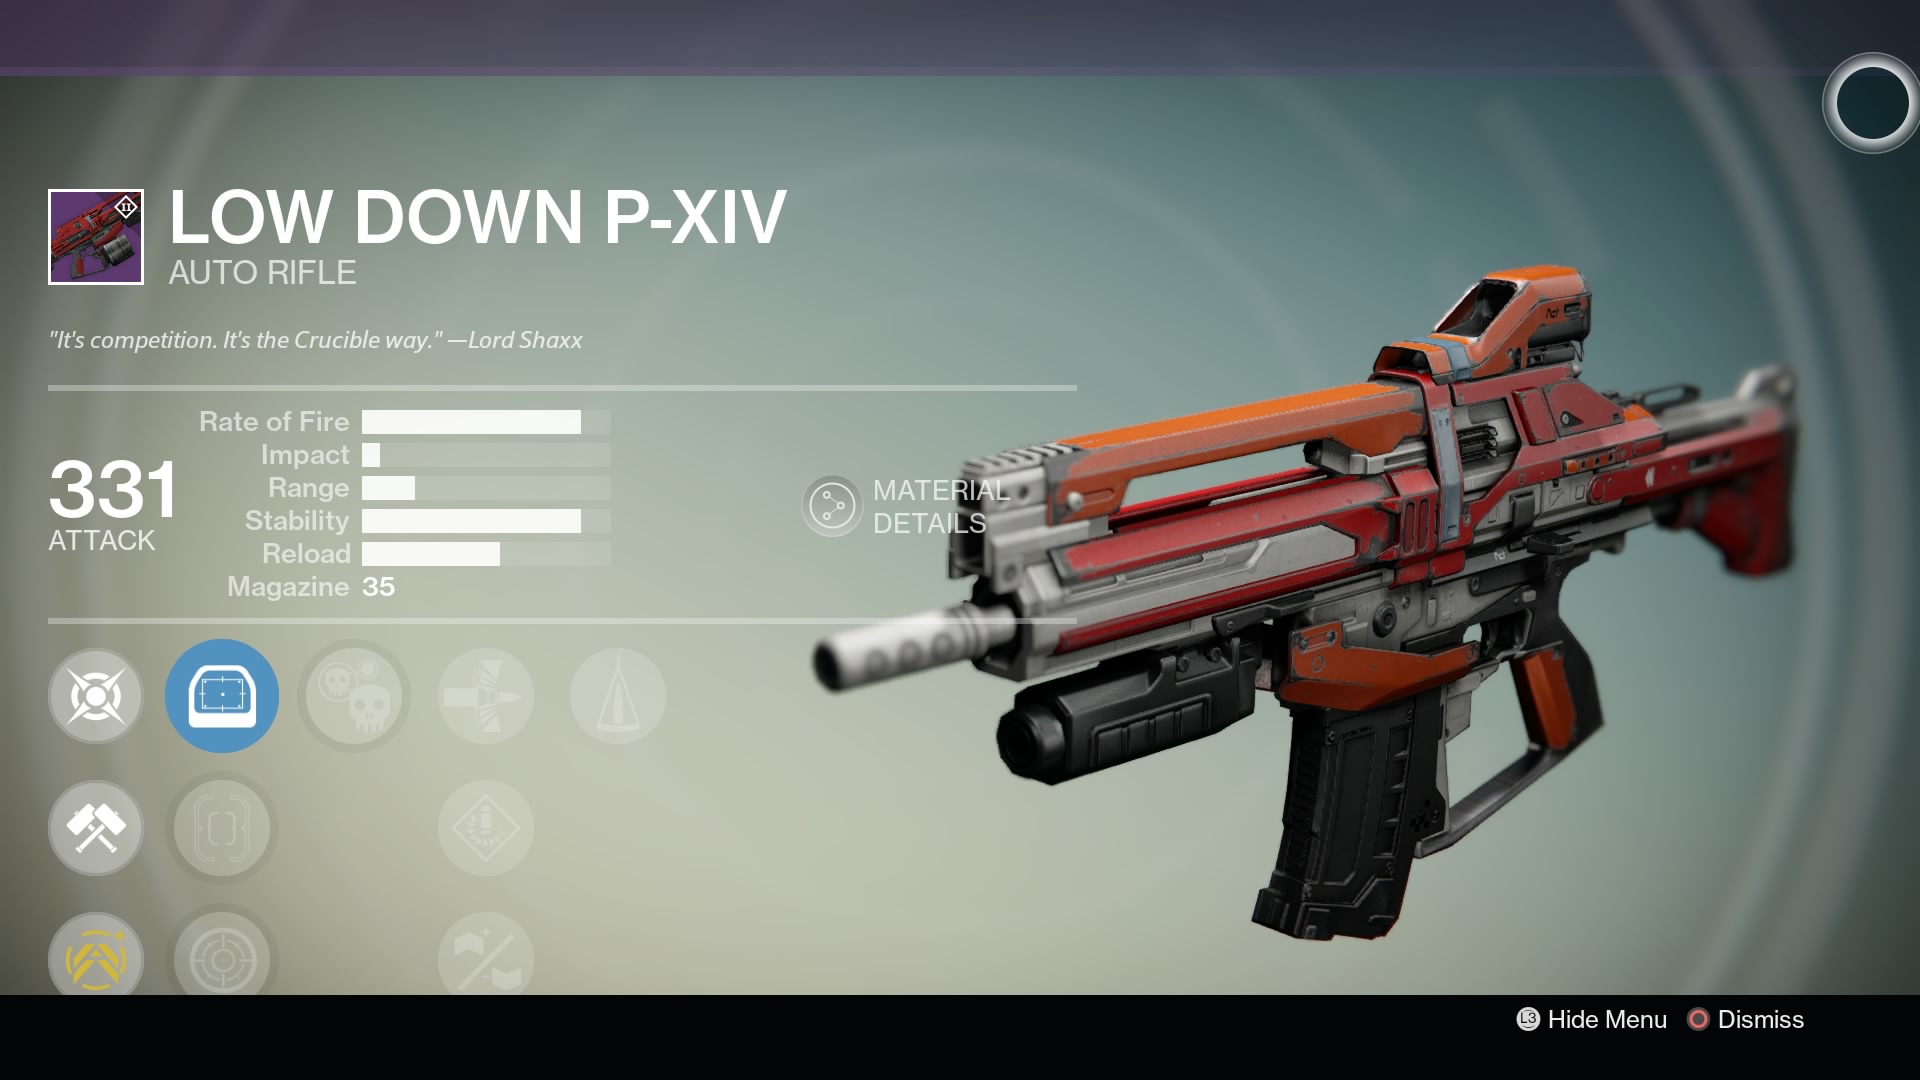 LOW DOWN P-XIV
AUTO RIFLE
"It's competition. It's the Crucible way." —Lord Shaxx
331
ATTACK
Rate of Fire
Impact
Range
Stability
Reload
Magazine 35
MATERIAL
DETAILS
L3 Hide Menu Dismiss